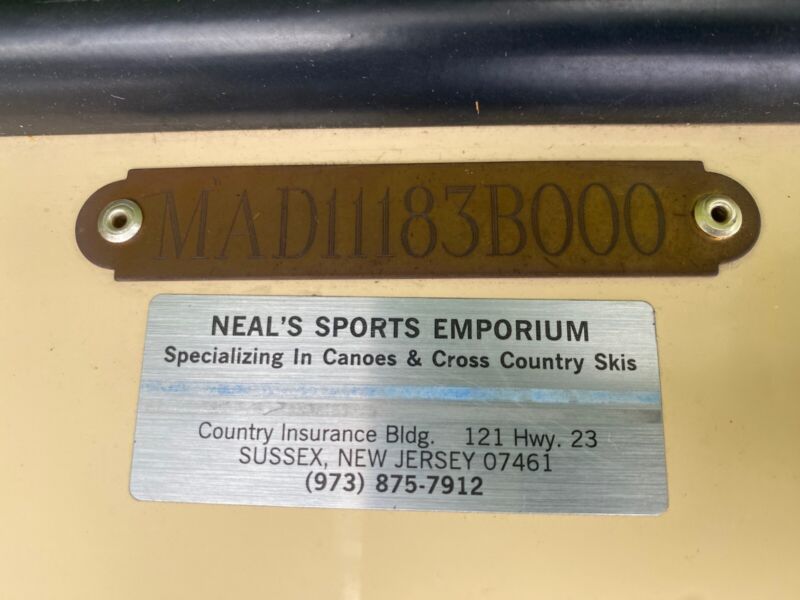 MAD11183B000
NEAL'S SPORTS EMPORIUM
Specializing In Canoes & Cross Country Skis
Country Insurance Bldg. 121 Hwy. 23
SUSSEX, NEW JERSEY 07461
(973) 875-7912